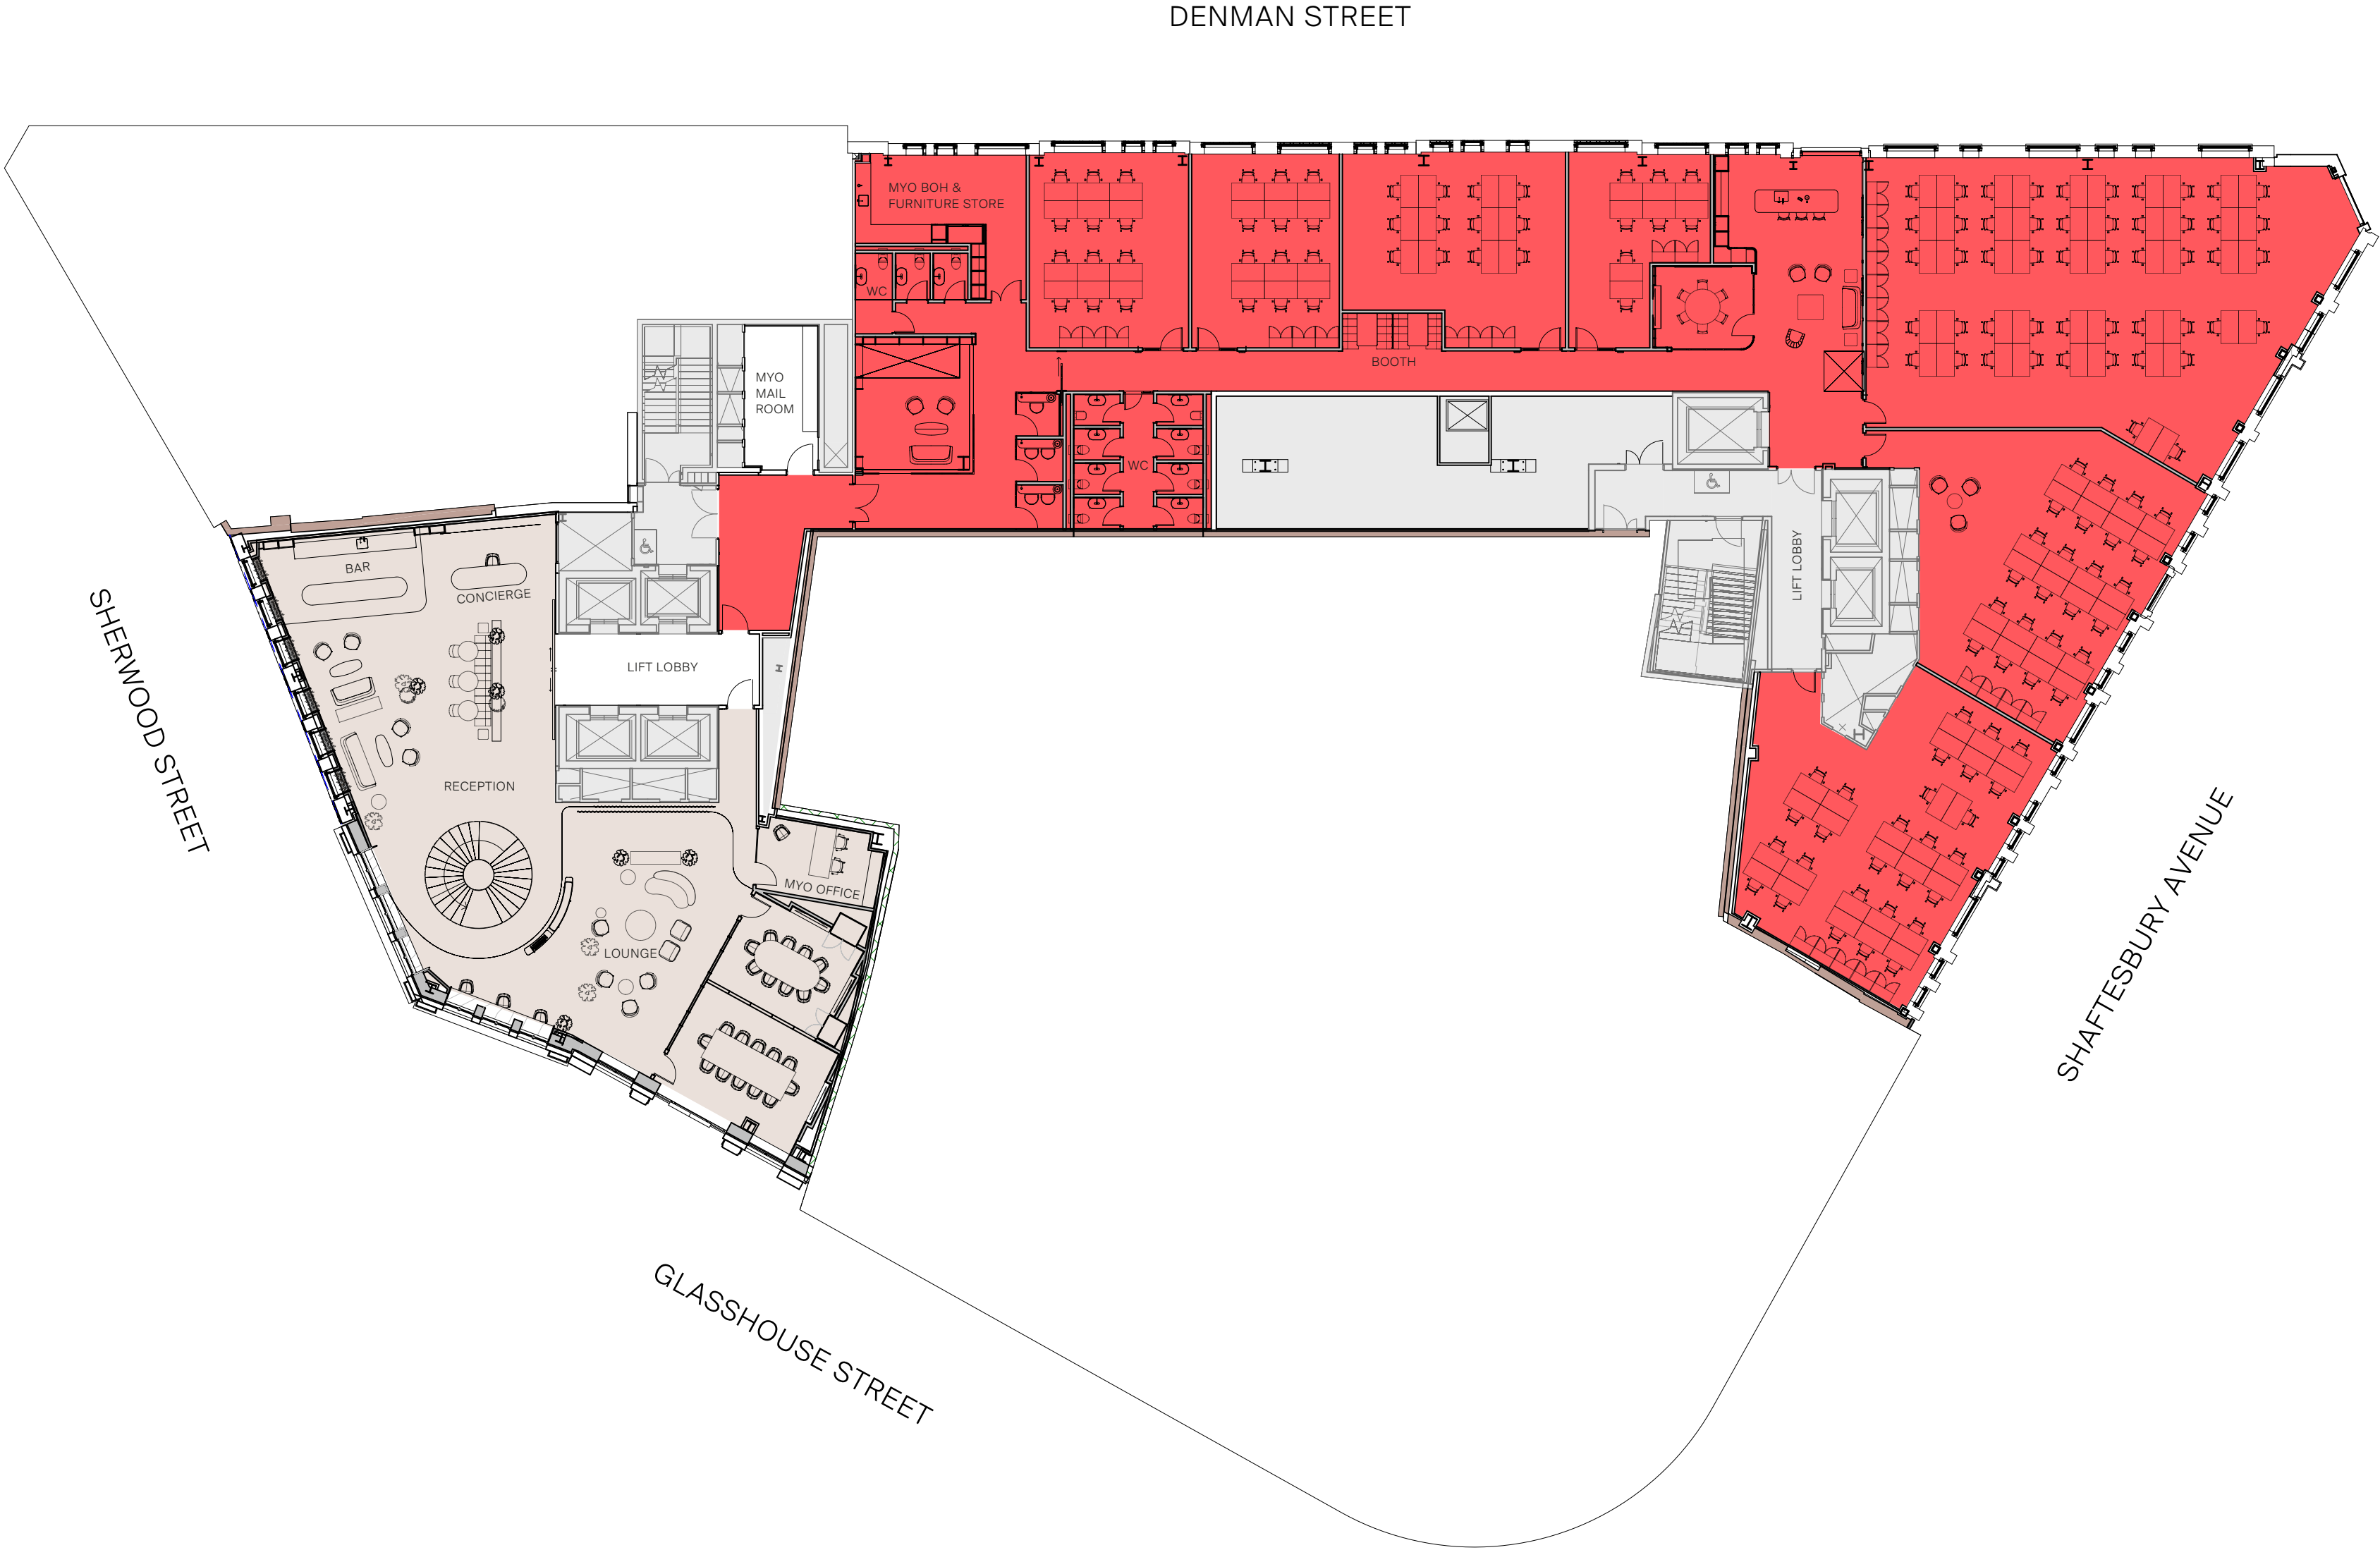 DENMAN STREET
MYO BOH &
FURNITURE STORE
WC
BOOTH
MYO
MAIL
ROOM
WC
LIFT LOBBY
BAR
CONCIERGE
SHERWOOD STREET
LIFT LOBBY
RECEPTION
MYO OFFICE
LOUNGE
SHAFTESBURY AVENUE
GLASSHOUSE STREET